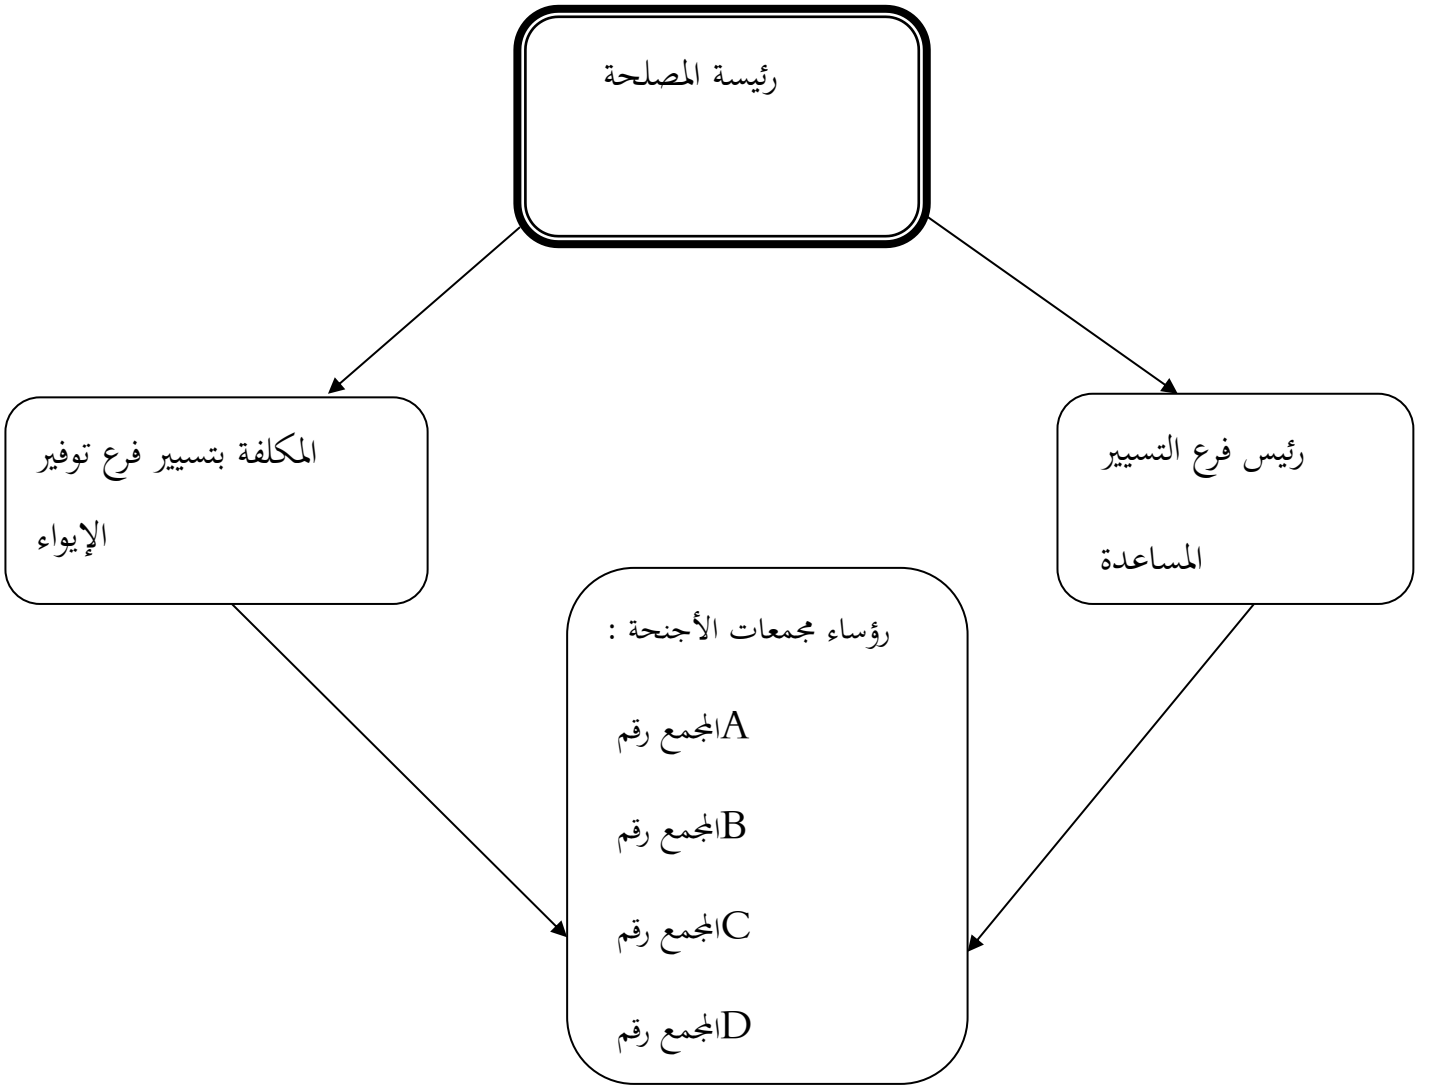 رئيسة المصلحة
رئيس فرع التسيير
المساعدة
المكلفة بتسيير فرع توفير
الإيواء
رؤساء مجمعات الأجنحة :
المجمع رقم A
المجمع رقم B
المجمع رقم C
المجمع رقم D